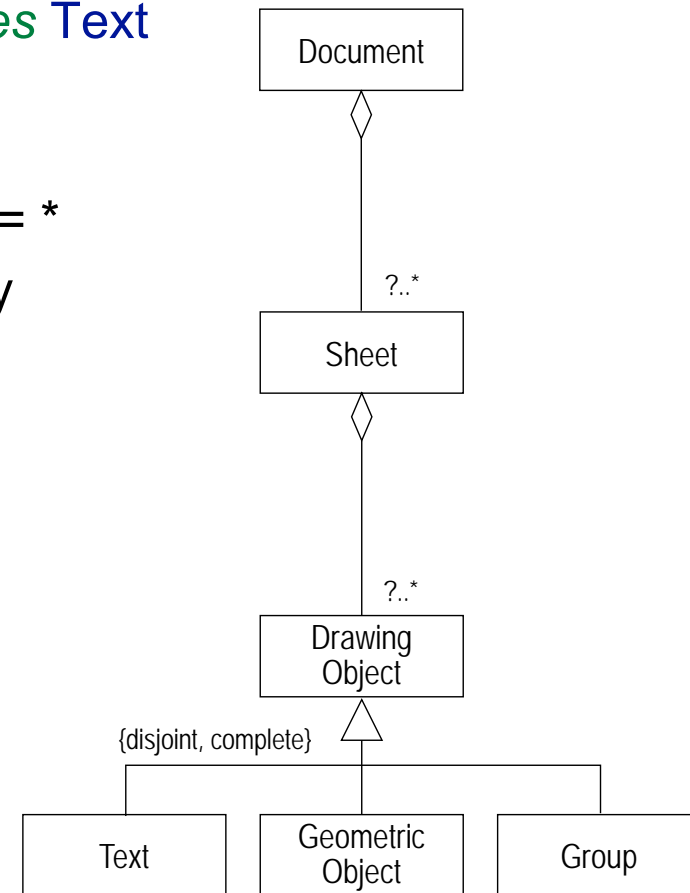 es Text
= *
y
Document
?..*
Sheet
?..*
Drawing
Object
{disjoint, complete}
Text
Geometric
Object
Group